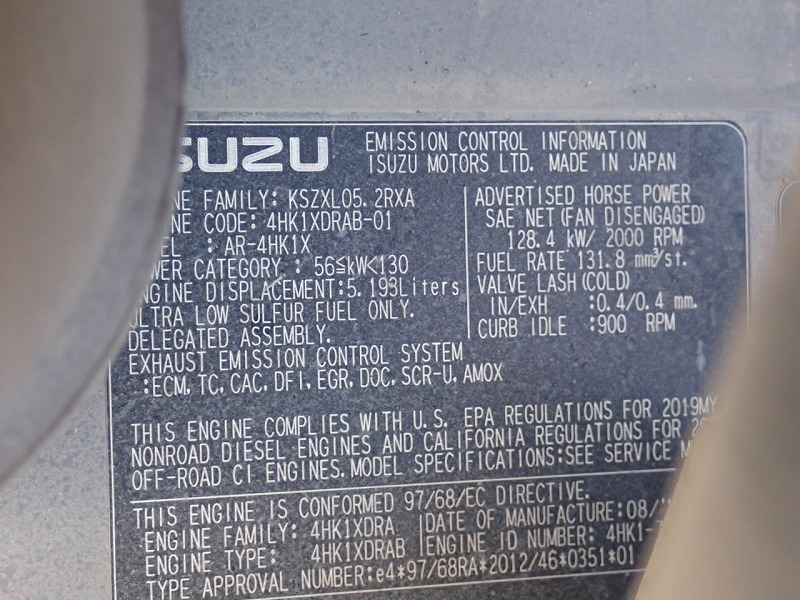 ISUZU
EMISSION CONTROL INFORMATION
ISUZU MOTORS LTD. MADE IN JAPAN
FAMILY: KSZXL05.2RXA
CODE: 4HK1XDRAB-01
: AR-4HK1X
CATEGORY : 56≦kW<130
ENGINE DISPLACEMENT:5.193Liters
ULTRA LOW SULFUR FUEL ONLY.
DELEGATED ASSEMBLY.
EXHAUST EMISSION CONTROL SYSTEM
:ECM, TC, CAC, DFI, EGR, DOC, SCR-U, AMOX
ADVERTISED HORSE POWER
SAE NET (FAN DISENGAGED)
128.4 kW/ 2000 RPM
FUEL RATE 131.8 mm³/st.
VALVE LASH (COLD)
IN/EXH :0.4/0.4 mm.
CURB IDLE :900 RPM
THIS ENGINE COMPLIES WITH U.S. EPA REGULATIONS FOR 2019MY
NONROAD DIESEL ENGINES AND CALIFORNIA REGULATIONS FOR
OFF-ROAD CI ENGINES. MODEL SPECIFICATIONS:SEE SERVICE
THIS ENGINE IS CONFORMED 97/68/EC DIRECTIVE.
ENGINE FAMILY: 4HK1XDRA
DATE OF MANUFACTURE:08/
ENGINE TYPE: 4HK1XDRAB
ENGINE ID NUMBER: 4HK1-
TYPE APPROVAL NUMBER:e4*97/68RA*2012/46*0351*01